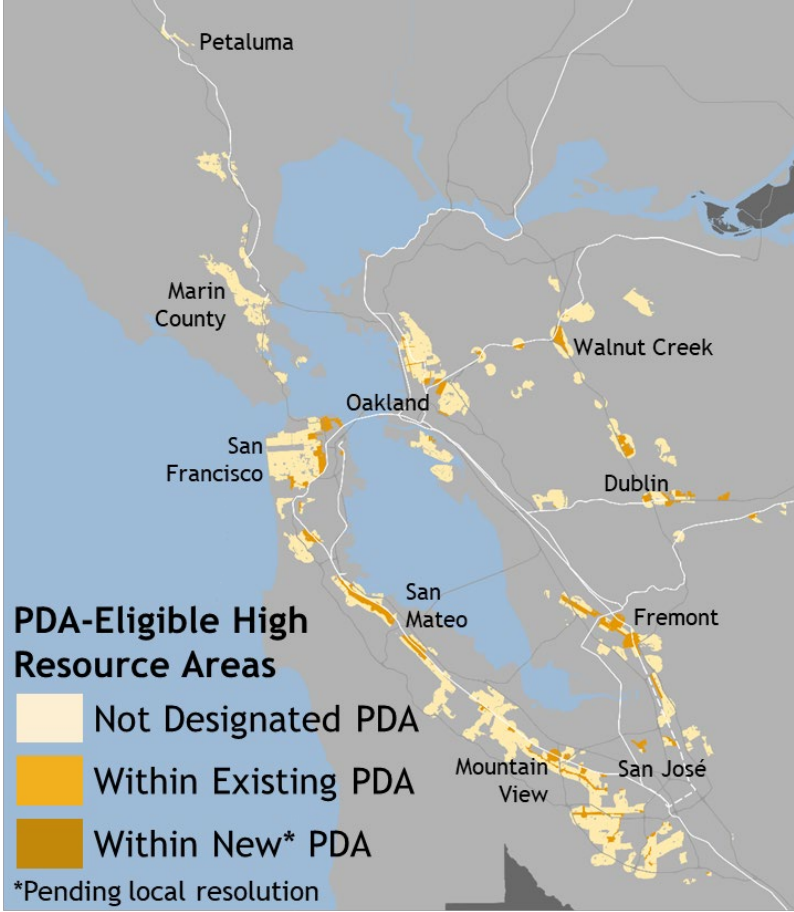 Petaluma
Marin
County
Walnut Creek
Oakland
San
Francisco
Dublin
San
Mateo
Fremont
Mountain
View
San José
PDA-Eligible High
Resource Areas
Not Designated PDA
Within Existing PDA
Within New* PDA
*Pending local resolution